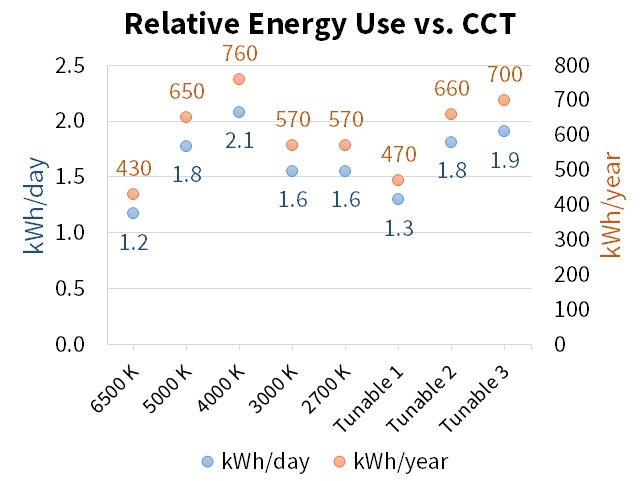 Relative Energy Use vs. CCT
kWh/day
2.5
2.0
1.5
1.0
0.5
0.0
430
650
760
570
570
470
660
700
1.2
1.8
2.1
1.6
1.6
1.3
1.8
1.9
800
700
600
500
400
300
200
100
0
kWh/year
6500 K
5000 K
4000 K
3000 K
2700 K
Tunable 1
Tunable 2
Tunable 3
kWh/day
kWh/year